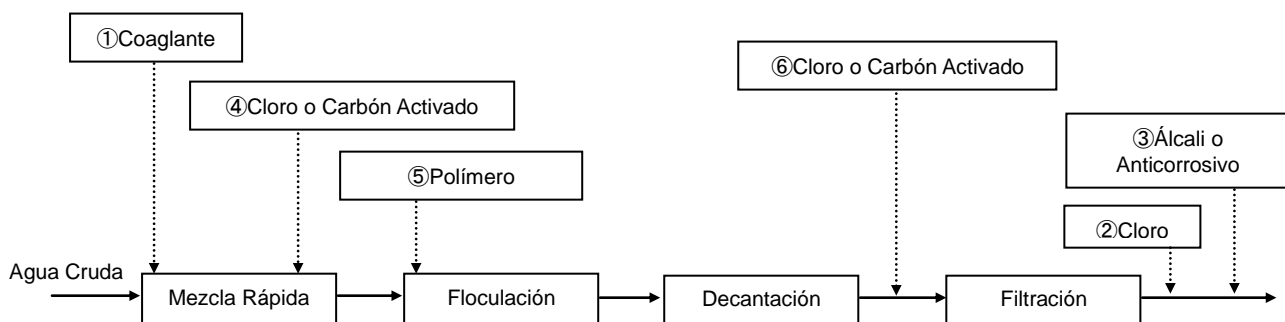 ①Coaglante
⑥Cloro o Carbón Activado
④Cloro o Carbón Activado
③Álcali o
Anticorrosivo
⑤Polímero
②Cloro
Agua Cruda
Mezcla Rápida
Floculación
Decantación
Filtración